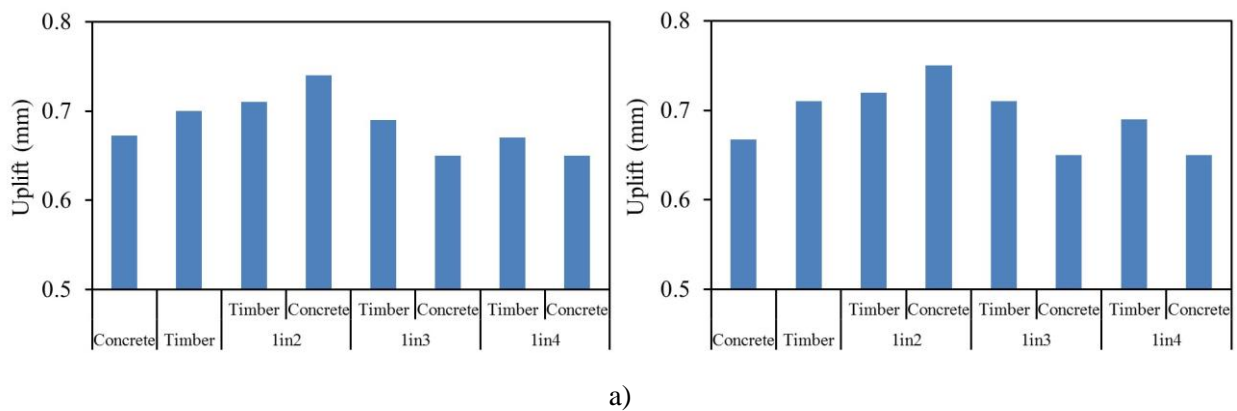 0.8
0.7
0.6
0.5
Uplift (mm)
Timber Concrete Timber Concrete Timber Concrete
Concrete Timber 1in2 1in3 1in4
0.8
0.7
0.6
0.5
Uplift (mm)
Timber Concrete Timber Concrete Timber Concrete
Concrete Timber 1in2 1in3 1in4
a)